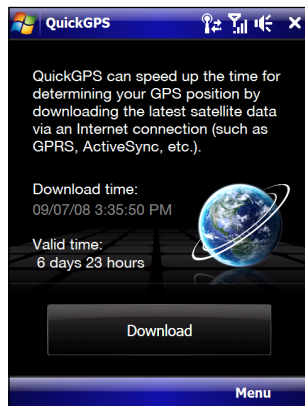 QuickGPS
QuickGPS can speed up the time for
determining your GPS position by
downloading the latest satellite data
via an Internet connection (such as
GPRS, ActiveSync, etc.).
Download time:
09/07/08 3:35:50 PM
Valid time:
6 days 23 hours
Download
Menu